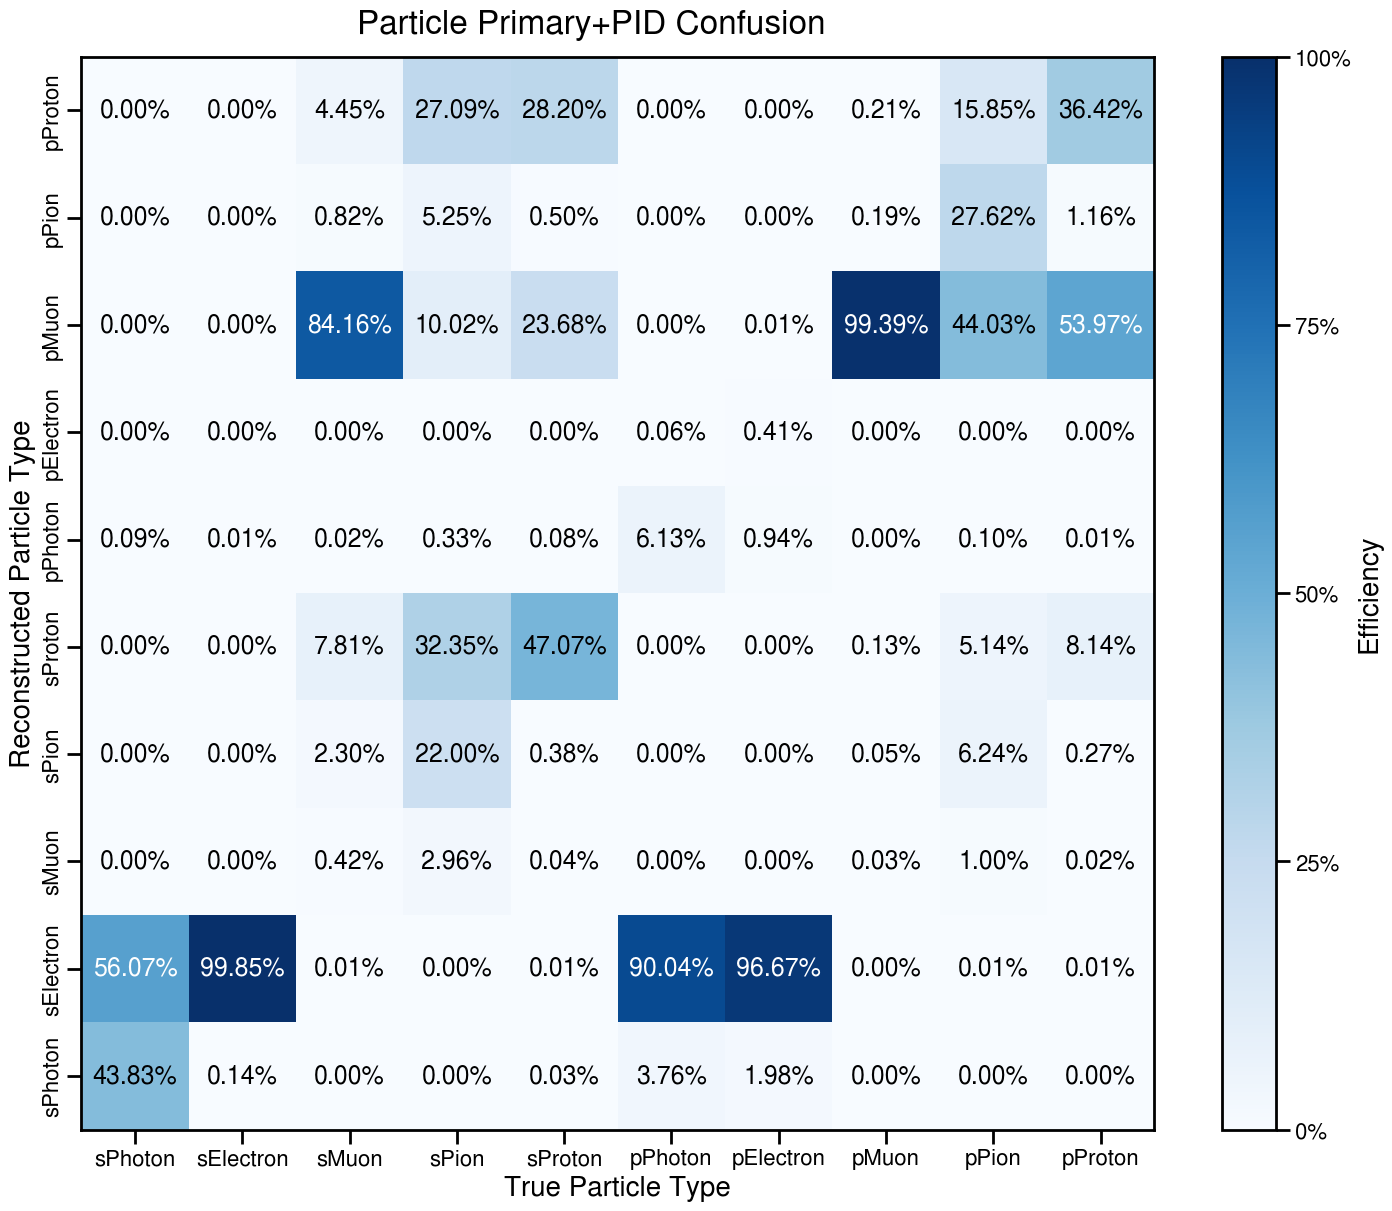 Particle Primary+PID Confusion
pProton 0.00% 0.00% 4.45% 27.09% 28.20% 0.00% 0.00% 0.21% 15.85% 36.42%
pPion 0.00% 0.00% 0.82% 5.25% 0.50% 0.00% 0.00% 0.19% 27.62% 1.16%
pMuon 0.00% 0.00% 84.16% 10.02% 23.68% 0.00% 0.01% 99.39% 44.03% 53.97%
pElectron 0.00% 0.00% 0.00% 0.00% 0.00% 0.06% 0.41% 0.00% 0.00% 0.00%
pPhoton 0.09% 0.01% 0.02% 0.33% 0.08% 6.13% 0.94% 0.00% 0.10% 0.01%
sProton 0.00% 0.00% 7.81% 32.35% 47.07% 0.00% 0.00% 0.13% 5.14% 8.14%
sPion 0.00% 0.00% 2.30% 22.00% 0.38% 0.00% 0.00% 0.05% 6.24% 0.27%
sMuon 0.00% 0.00% 0.42% 2.96% 0.04% 0.00% 0.00% 0.03% 1.00% 0.02%
sElectron 56.07% 99.85% 0.01% 0.00% 0.01% 90.04% 96.67% 0.00% 0.01% 0.01%
sPhoton 43.83% 0.14% 0.00% 0.00% 0.03% 3.76% 1.98% 0.00% 0.00% 0.00%
sPhoton sElectron sMuon sPion sProton pPhoton pElectron pMuon pPion pProton
True Particle Type
Reconstructed Particle Type
100%
75%
50%
25%
0%
Efficiency